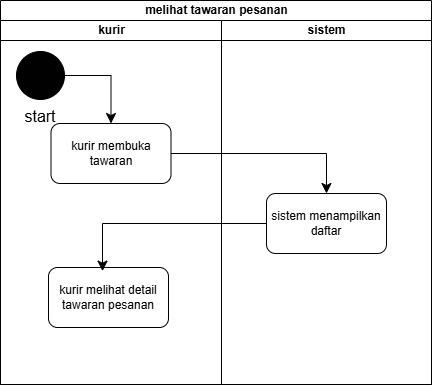 melihat tawaran pesanan
kurir
sistem
start
kurir membuka
tawaran
sistem menampilkan
daftar
kurir melihat detail
tawaran pesanan